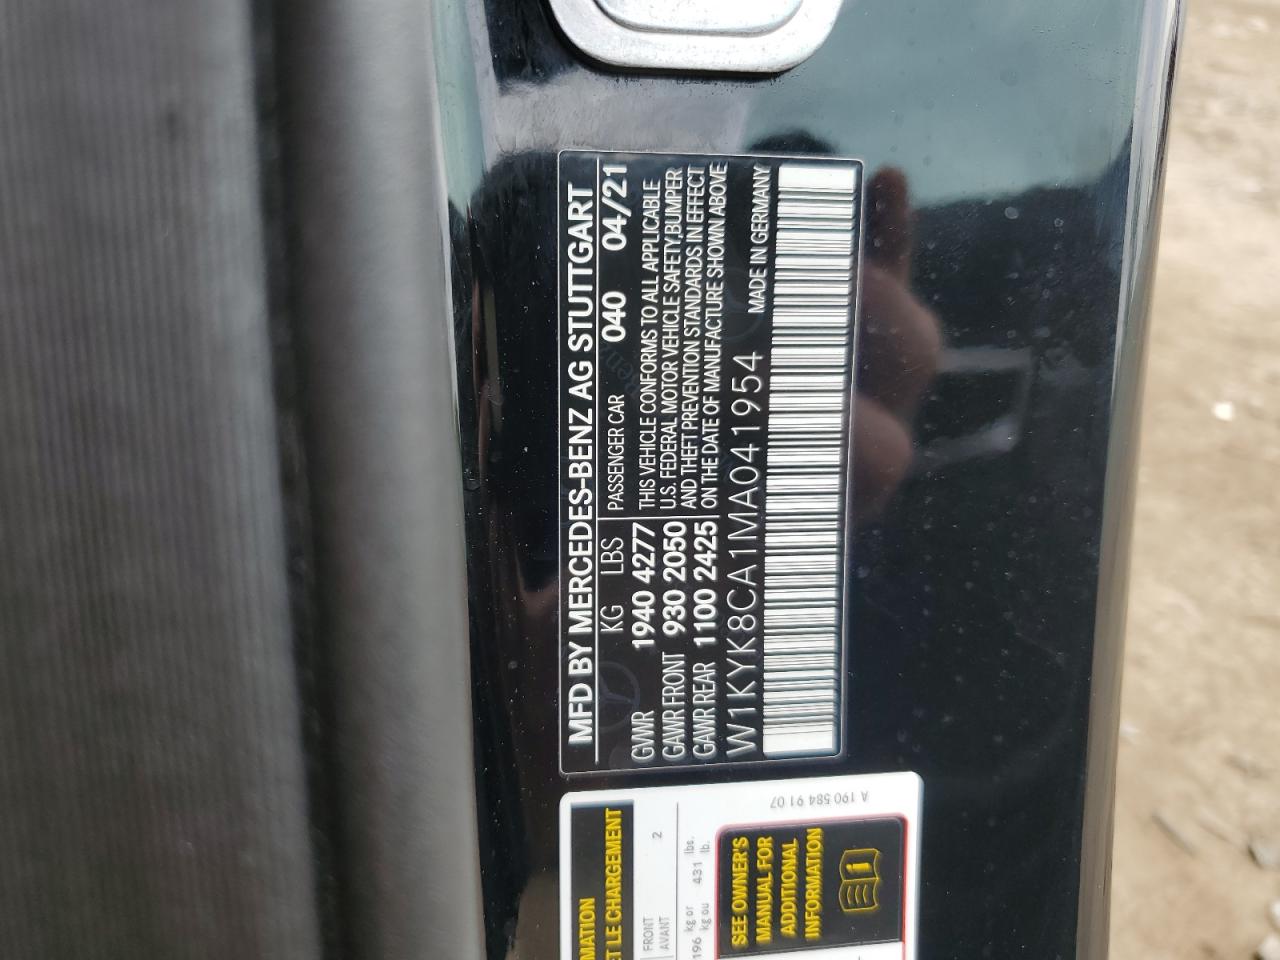 MFD BY MERCEDES-BENZ AG STUTTGART
KG LBS PASSENGER CAR 040 04/21
GVWR 1940 4277 THIS VEHICLE CONFORMS TO ALL APPLICABLE
GAWR FRONT 930 2050 U.S. FEDERAL MOTOR VEHICLE SAFETY,BUMPER
GAWR REAR 1100 2425 AND THEFT PREVENTION STANDARDS IN EFFECT
ON THE DATE OF MANUFACTURE SHOWN ABOVE
W1KYK8CA1MA041954 MADE IN GERMANY
MATION
ET LE CHARGEMENT
FRONT 2
AVANT
196 kg or 431 lbs.
kg ou lb.
SEE OWNER'S
MANUAL FOR
ADDITIONAL
INFORMATION
A 190 584 91 07